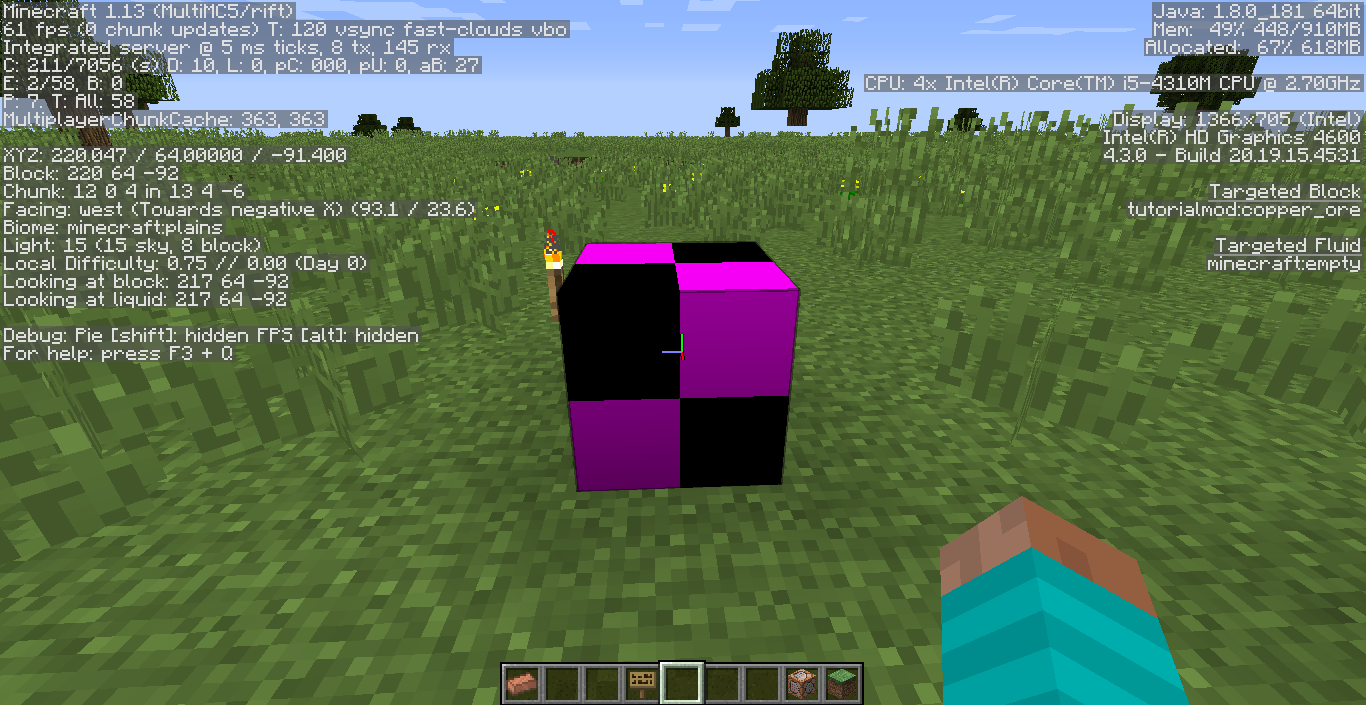 Minecraft 1.13 (MultiMC5/rift)
61 fps (0 chunk updates) T: 120 vsync fast-clouds vbo
Integrated server @ 5 ms ticks, 8 tx, 145 rx
C: 211/7056 (s) D: 10, L: 0, pC: 000, pU: 0, aB: 27
E: 2/58, B: 0
P: 7. T: All: 58
MultiplayerChunkCache: 363, 363
XYZ: 220.047 / 64.00000 / -91.400
Block: 220 64 -92
Chunk: 12 0 4 in 13 4 -6
Facing: west (Towards negative X) (93.1 / 23.6)
Biome: minecraft:plains
Light: 15 (15 sky, 8 block)
Local Difficulty: 0.75 // 0.00 (Day 0)
Looking at block: 217 64 -92
Looking at liquid: 217 64 -92
Debug: Pie [shift]: hidden FPS [alt]: hidden
For help: press F3 + Q
Java: 1.8.0_181 64bit
Mem: 49% 448/910MB
Allocated: 67% 618MB
CPU: 4x Intel(R) Core(TM) i5-4310M CPU @ 2.70GHz
Display: 1366x705 (Intel)
Intel(R) HD Graphics 4600
4.3.0 - Build 20.19.15.4531
Targeted Block
tutorialmod:copper_ore
Targeted Fluid
minecraft:empty